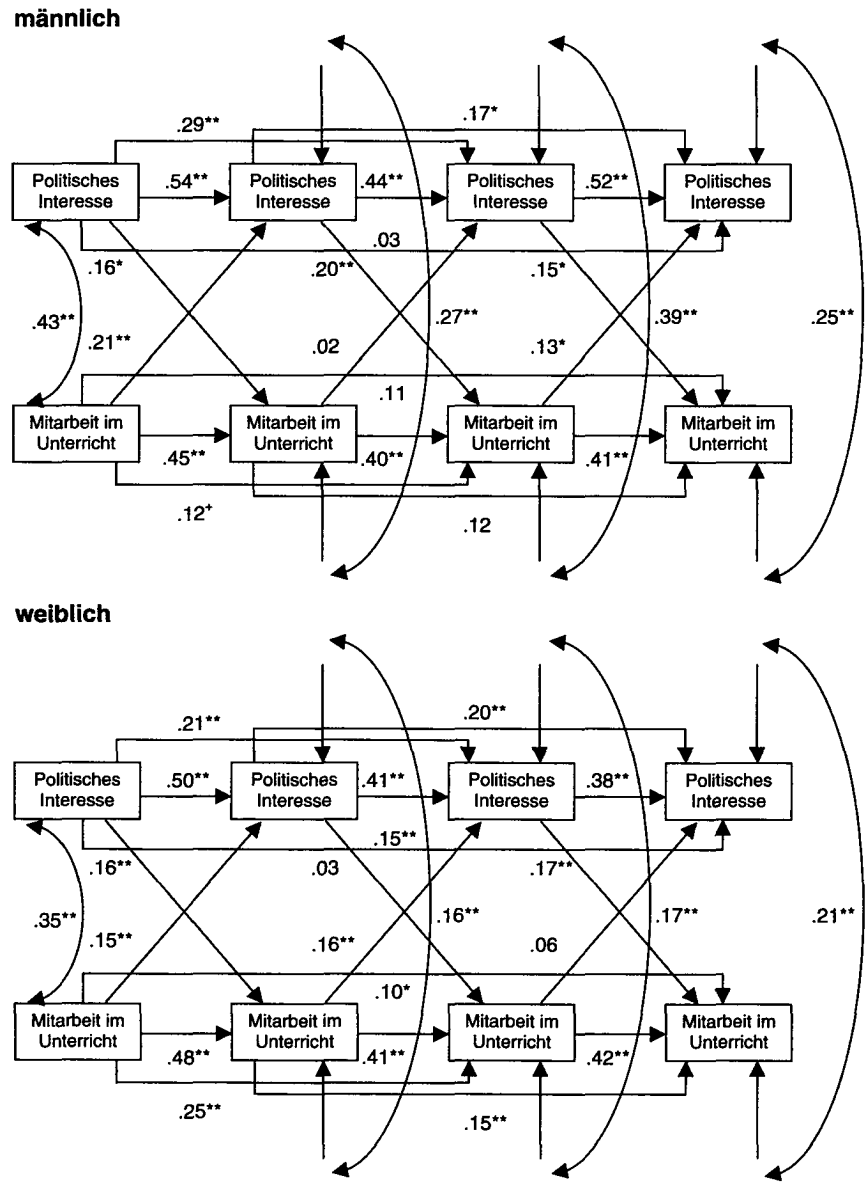 männlich
.29**
.17*
Politisches
Interesse
.54**
Politisches
Interesse
.44**
Politisches
Interesse
.52**
Politisches
Interesse
.03
.16*
.20**
.15*
.43**
.21**
.02
.27**
.13*
.39**
.25**
.11
Mitarbeit im
Unterricht
.45**
Mitarbeit im
Unterricht
.40**
Mitarbeit im
Unterricht
.41**
Mitarbeit im
Unterricht
.12+
.12
weiblich
.21**
.20**
Politisches
Interesse
.50**
Politisches
Interesse
.41**
Politisches
Interesse
.38**
Politisches
Interesse
.15**
.16**
.03
.17**
.35**
.15**
.16**
.16**
.06
.17**
.21**
.10*
Mitarbeit im
Unterricht
.48**
Mitarbeit im
Unterricht
.41**
Mitarbeit im
Unterricht
.42**
Mitarbeit im
Unterricht
.25**
.15**